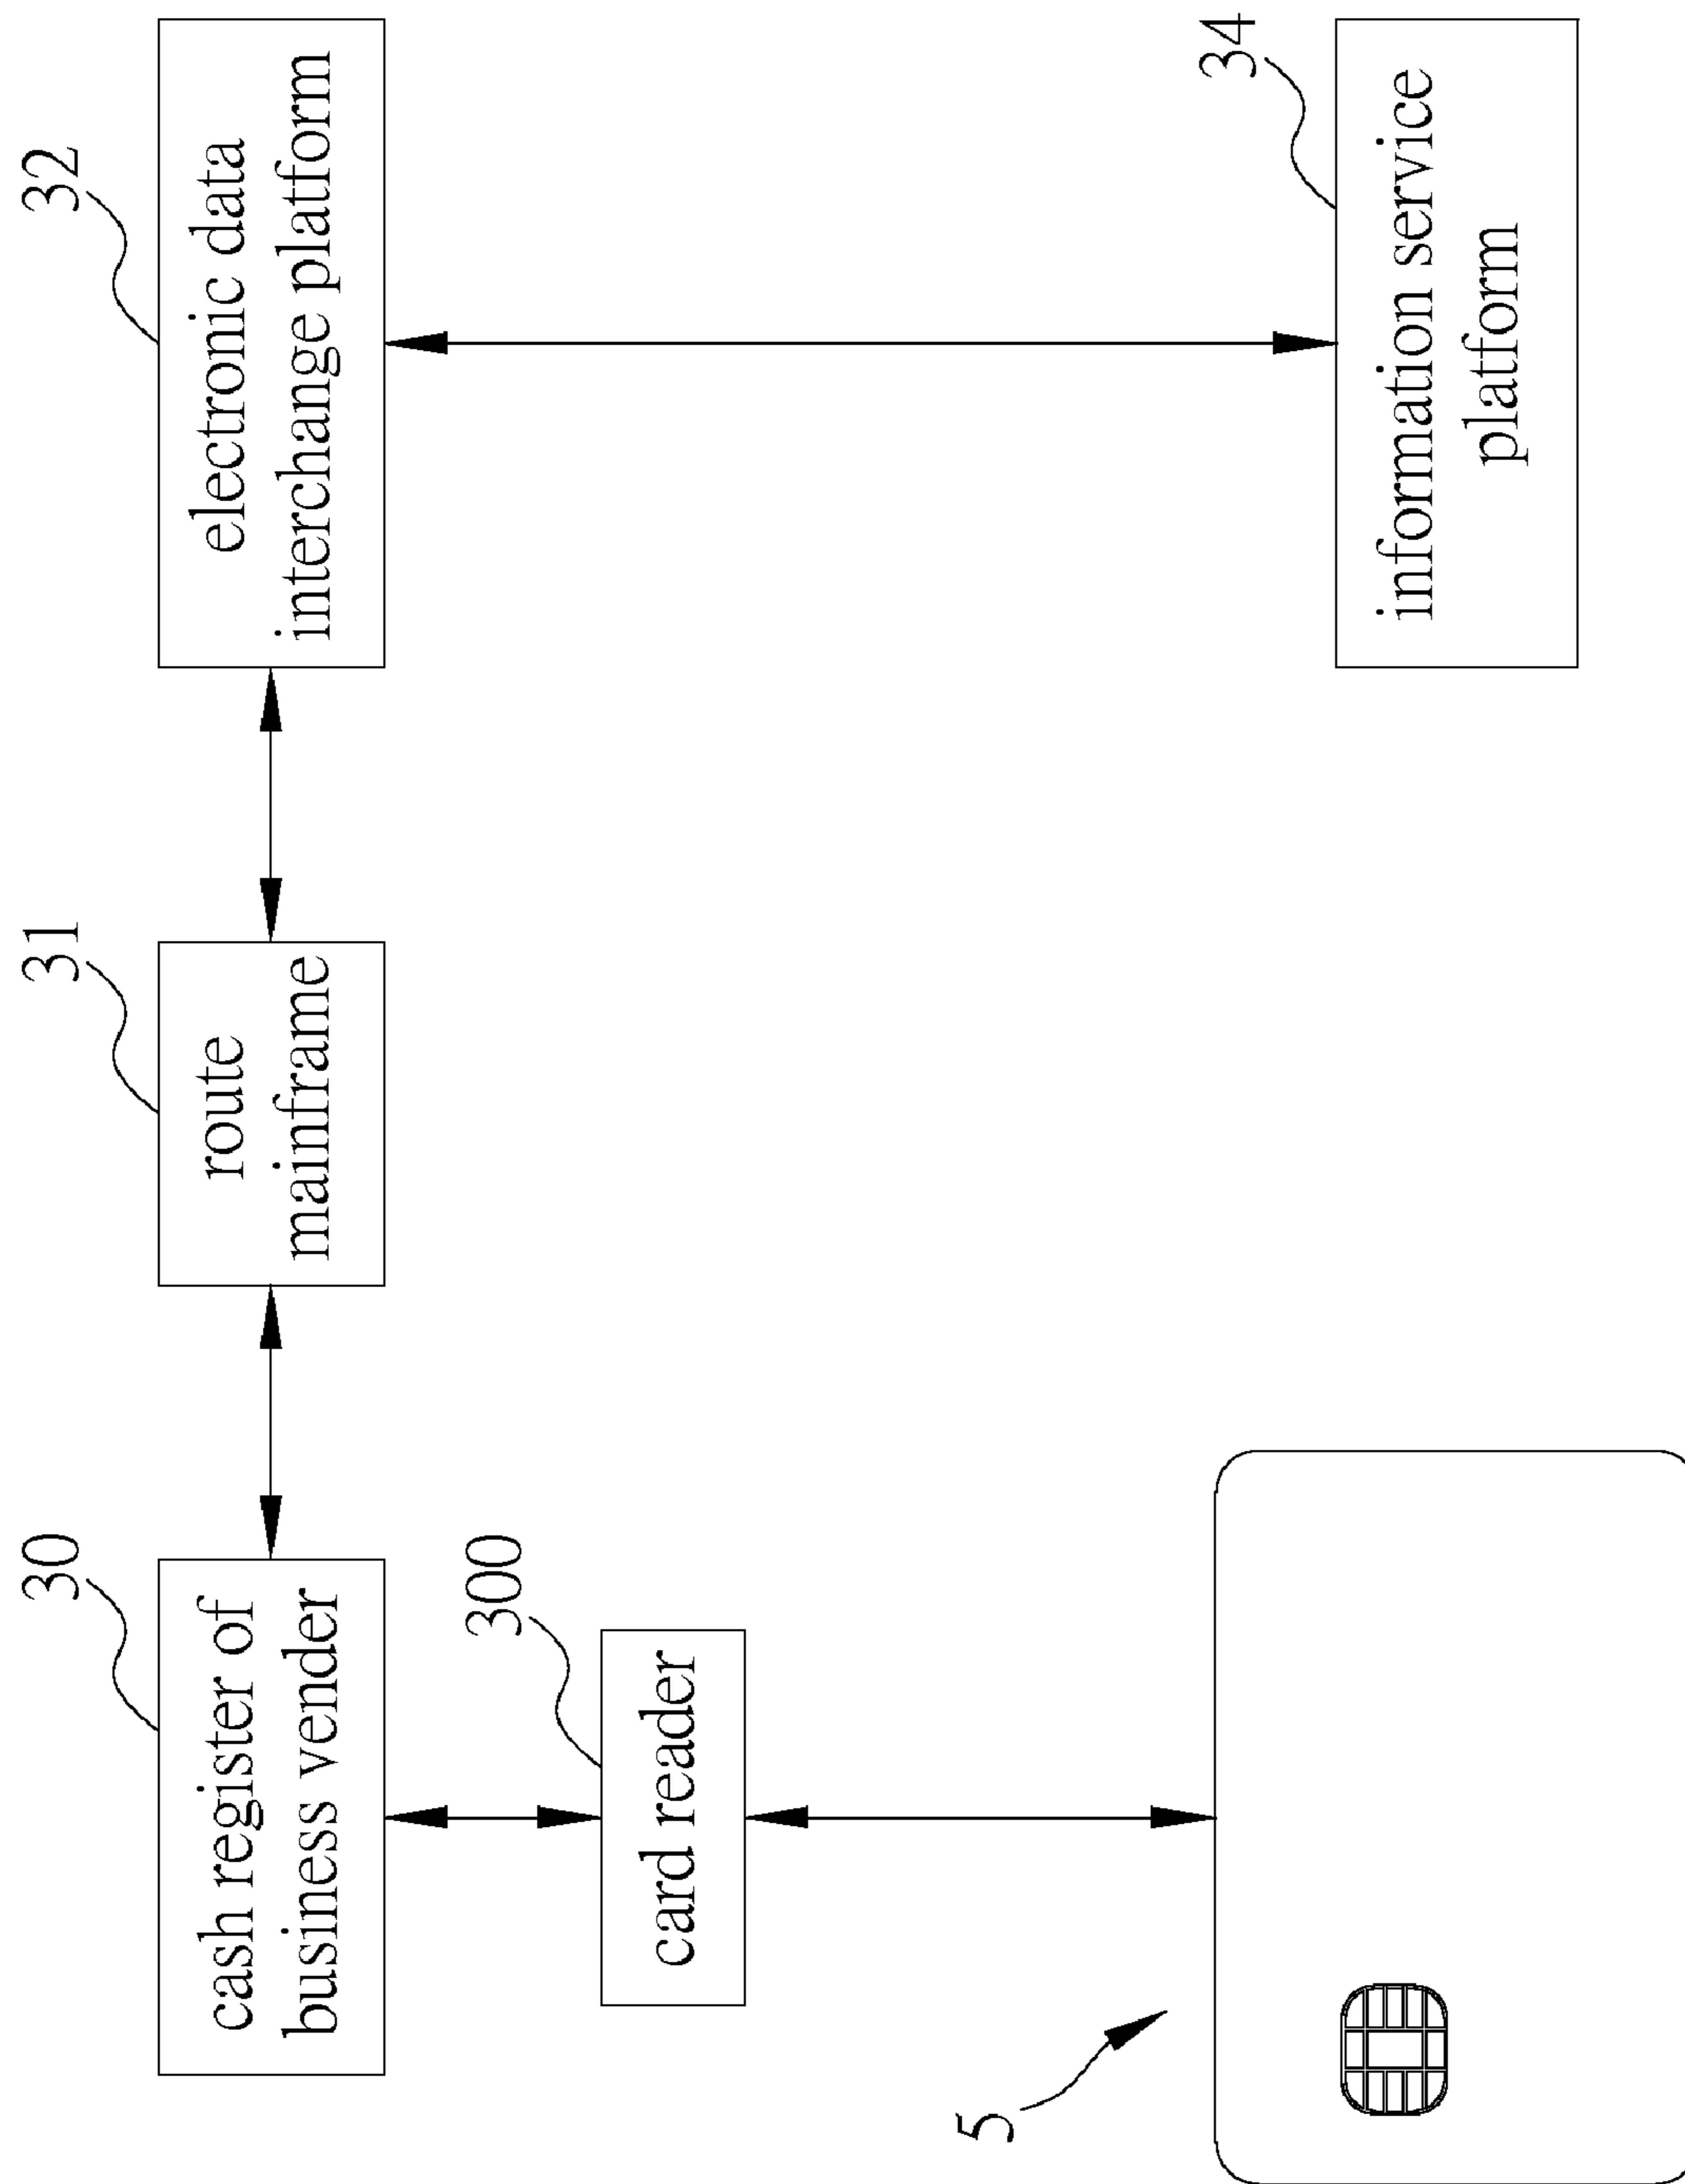 30
cash register of
business vender
31
route
mainframe
32
electronic data
interchange platform
300
card reader
5
34
information service
platform